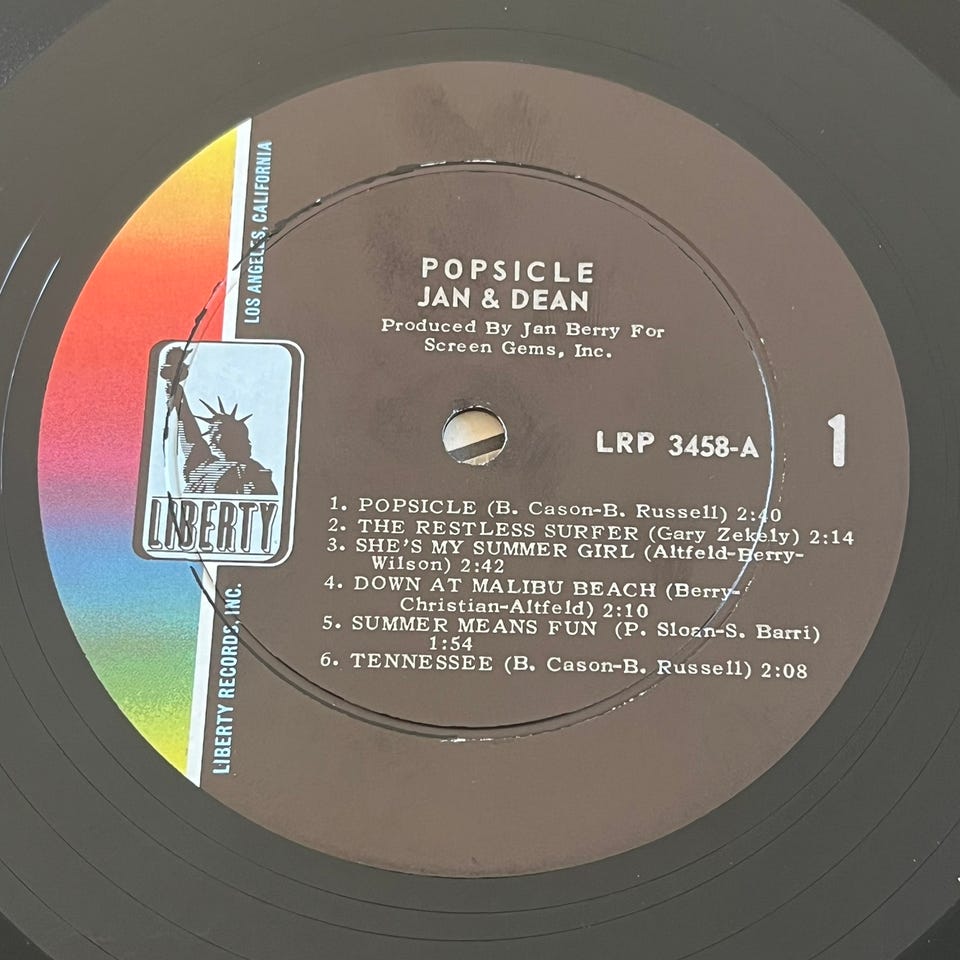 LOS ANGELES, CALIFORNIA
POPSICLE
JAN & DEAN
Produced By Jan Berry For
Screen Gems, Inc.
LRP 3458-A
1
LIBERTY
1. POPSICLE (B. Cason-B. Russell) 2:40
2. THE RESTLESS SURFER (Gary Zekely) 2:14
3. SHE'S MY SUMMER GIRL (Altfeld-Berry-
Wilson) 2:42
4. DOWN AT MALIBU BEACH (Berry-
Christian-Altfeld) 2:10
5. SUMMER MEANS FUN (P. Sloan-S. Barri)
1:54
6. TENNESSEE (B. Cason-B. Russell) 2:08
LIBERTY RECORDS, INC.